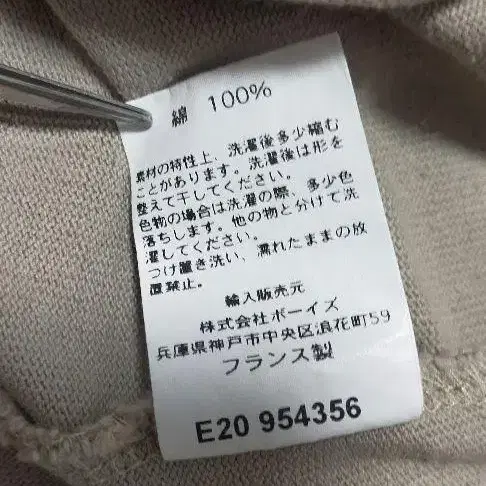 綿 100%
素材の特性上、洗濯後多少縮む
ことがあります。洗濯後は形を
整えて干してください。
色物の場合は洗濯の際、多少色
落ちします。他の物と分けて洗
濯してください。
つけ置き洗い、濡れたままの放
置禁止。
輸入販売元
株式会社ボーイズ
兵庫県神戸市中央区浪花町59
フランス製
E20 954356